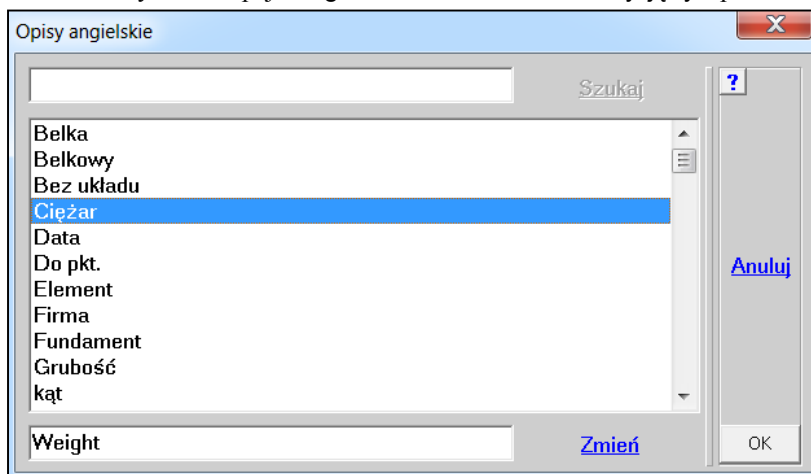 Opisy angielskie
X
Szukaj
?
Belka
Belkowy
Bez układu
Ciężar
Data
Do pkt.
Element
Firma
Fundament
Grubość
kąt
Anuluj
Weight
Zmień
OK